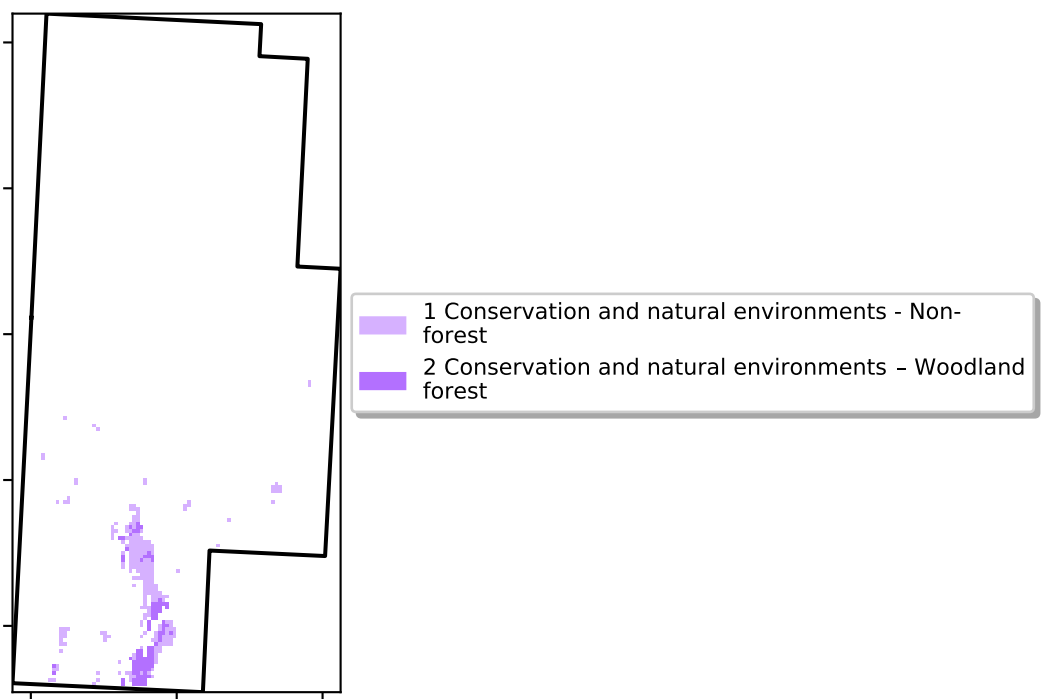 1 Conservation and natural environments - Non-
forest
2 Conservation and natural environments – Woodland
forest